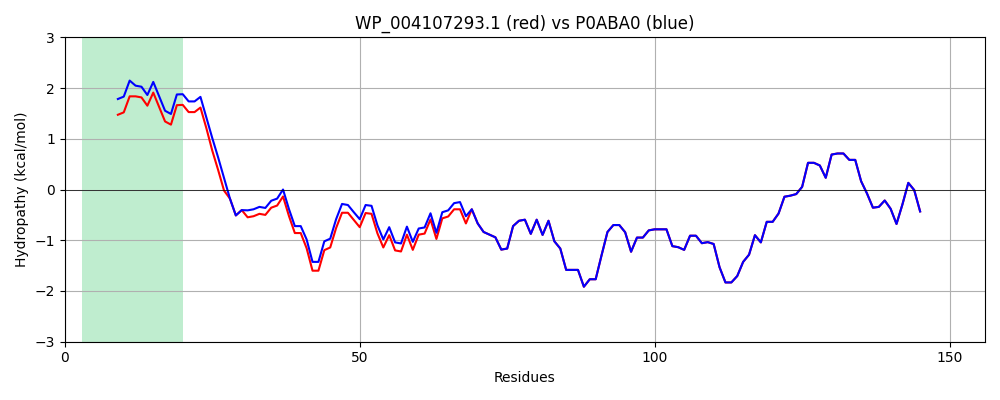 WP_004107293.1 (red) vs P0ABA0 (blue)
3
2
1
0
−1
−2
−3
Hydropathy (kcal/mol)
0 50 100 150
Residues